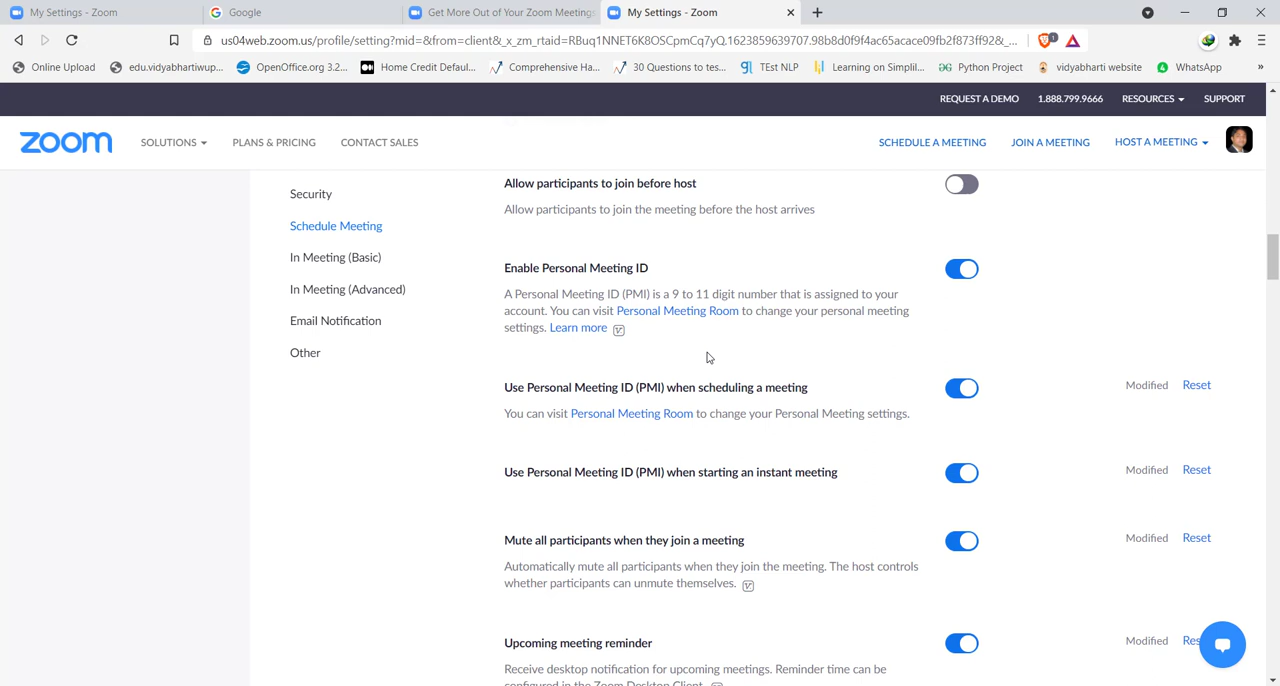 My Settings - Zoom
Google
Get More Out of Your Zoom Meetings
My Settings - Zoom
us04web.zoom.us/profile/setting?mid=&from=client&_x_zm_rtaid=RBuq1NNET6K8OSCpmCq7yQ.1623859639707.98b8d0f9f4ac65acace09fb2f873ff92&_...
1
Online Upload
edu.vidyabhartiwup...
OpenOffice.org 3.2...
Home Credit Defaul...
Comprehensive Ha...
30 Questions to tes...
TEst NLP
Learning on Simplil...
Python Project
vidyabharti website
WhatsApp
»
REQUEST A DEMO
1.888.799.9666
RESOURCES
SUPPORT
zoom
SOLUTIONS
PLANS & PRICING
CONTACT SALES
SCHEDULE A MEETING
JOIN A MEETING
HOST A MEETING
Security
Schedule Meeting
In Meeting (Basic)
In Meeting (Advanced)
Email Notification
Other
Allow participants to join before host
Allow participants to join the meeting before the host arrives
Enable Personal Meeting ID
A Personal Meeting ID (PMI) is a 9 to 11 digit number that is assigned to your
account. You can visit Personal Meeting Room to change your personal meeting
settings. Learn more
Use Personal Meeting ID (PMI) when scheduling a meeting
Modified Reset
You can visit Personal Meeting Room to change your Personal Meeting settings.
Use Personal Meeting ID (PMI) when starting an instant meeting
Modified Reset
Mute all participants when they join a meeting
Modified Reset
Automatically mute all participants when they join the meeting. The host controls
whether participants can unmute themselves.
Upcoming meeting reminder
Modified
Receive desktop notification for upcoming meetings. Reminder time can be
configured in the Zoom Desktop Client.